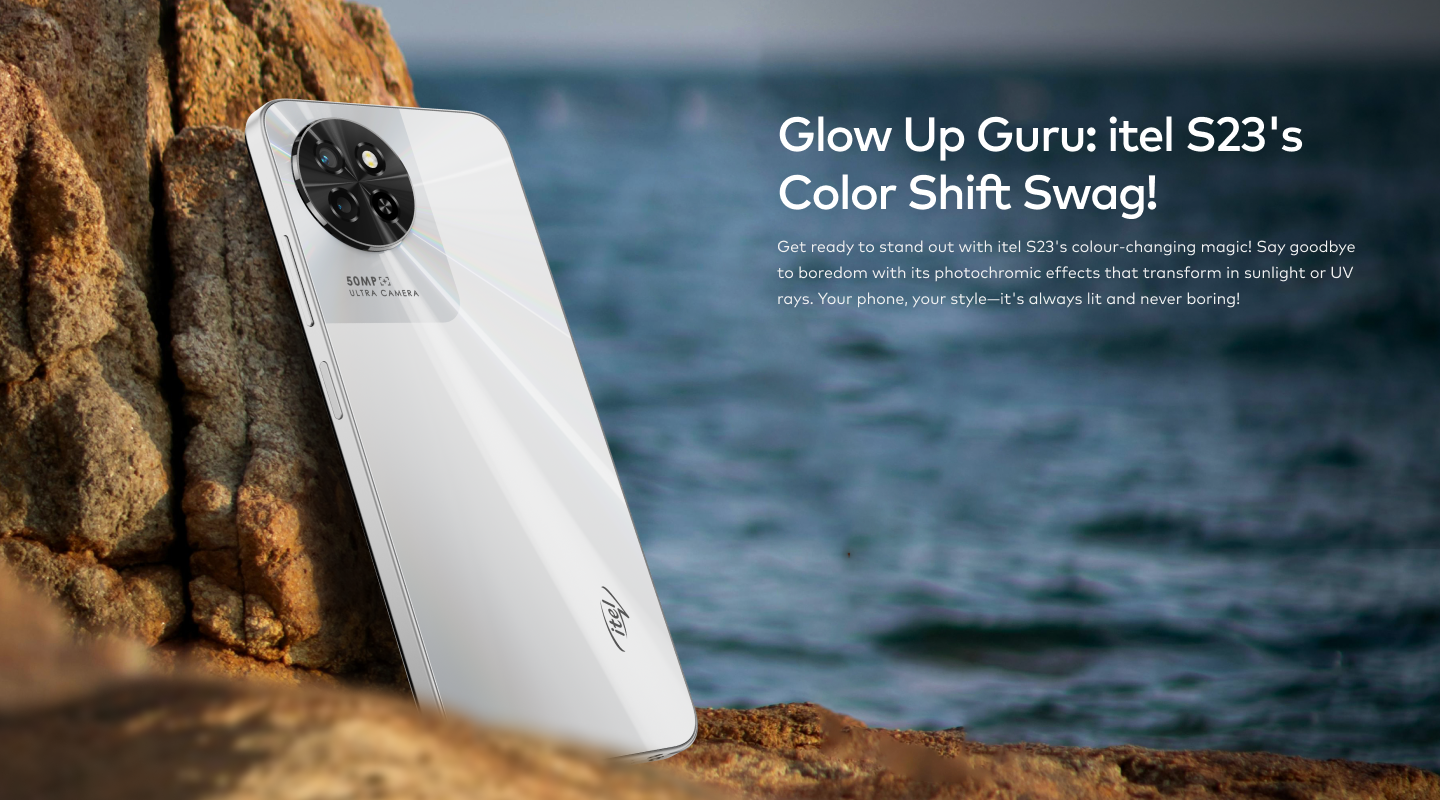 Glow Up Guru: itel S23's
Color Shift Swag!
Get ready to stand out with itel S23's colour-changing magic! Say goodbye
to boredom with its photochromic effects that transform in sunlight or UV
rays. Your phone, your style—it's always lit and never boring!
50MP
ULTRA CAMERA
itel